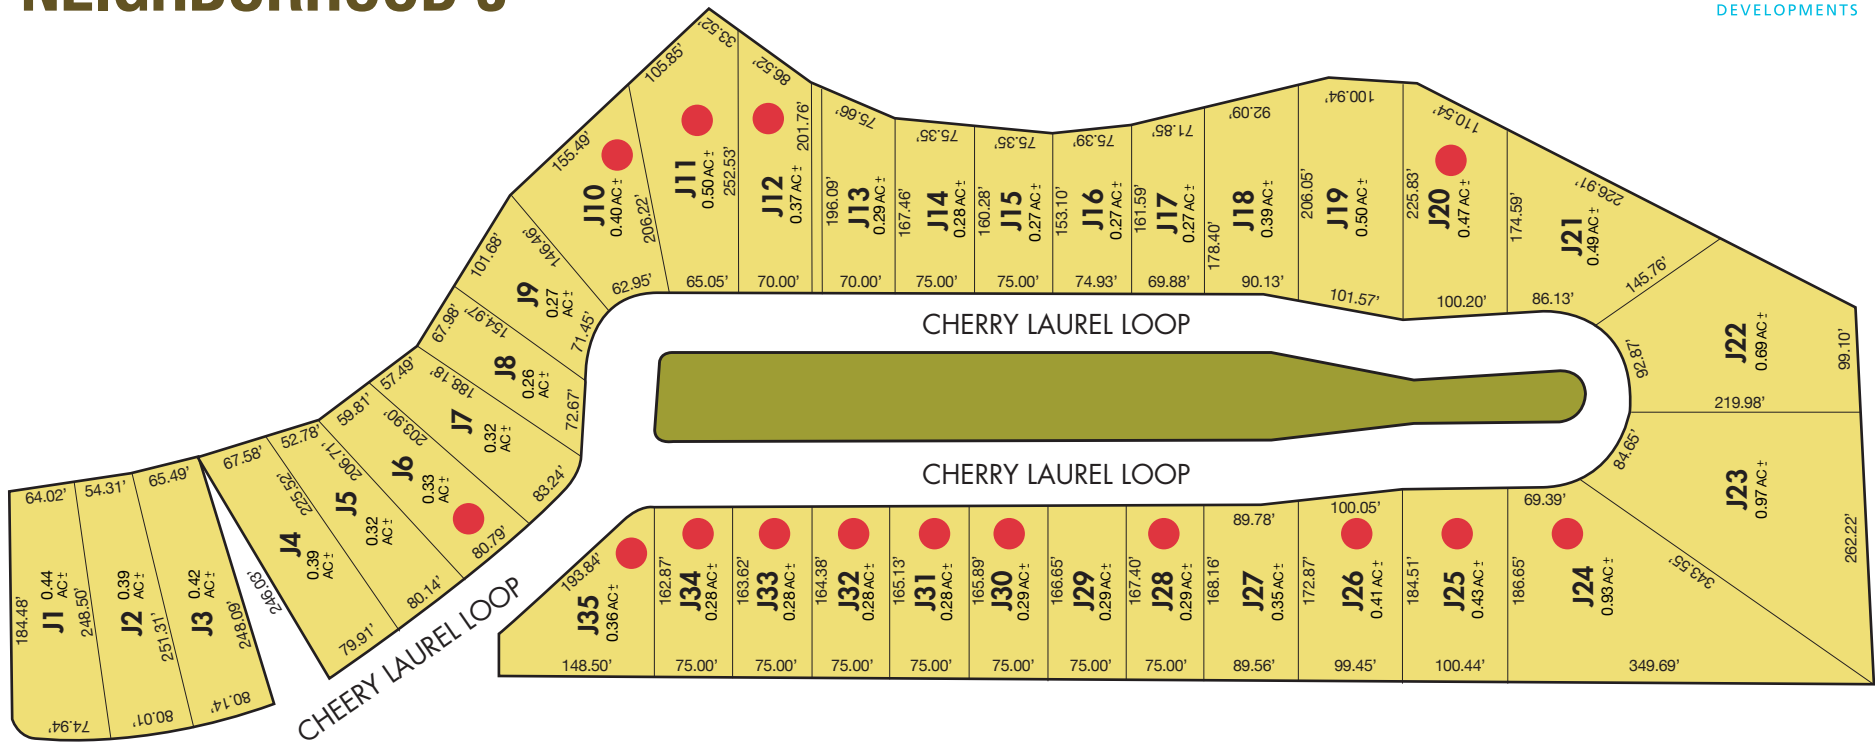 DEVELOPMENTS
33.52'
105.85'
86.52'
155.49'
J10
0.40 AC ±
206.22'
J11
0.50 AC ±
252.53'
J12
0.37 AC ±
201.76'
75.66'
196.09'
J13
0.29 AC ±
75.35'
167.46'
J14
0.28 AC ±
75.35'
160.28'
J15
0.27 AC ±
75.39'
153.10'
J16
0.27 AC ±
71.85'
161.59'
J17
0.27 AC ±
92.09'
178.40'
J18
0.39 AC ±
100.94'
206.05'
J19
0.50 AC ±
110.54'
225.83'
J20
0.47 AC ±
226.91'
174.59'
J21
0.49 AC ±
145.76'
62.95'
65.05'
70.00'
70.00'
75.00'
75.00'
74.93'
69.88'
90.13'
101.57'
100.20'
86.13'
101.68'
146.46'
J9
0.27
AC ±
71.45'
67.98'
154.97'
J8
0.26
AC ±
72.67'
57.49'
188.18'
J7
0.32
AC ±
83.24'
59.81'
203.90'
J6
0.33
AC ±
80.79'
52.78'
206.71'
J5
0.32
AC ±
80.14'
67.58'
225.52'
J4
0.39
AC ±
79.91'
246.03'
CHERRY LAUREL LOOP
CHERRY LAUREL LOOP
92.87'
J22
0.69 AC ±
99.10'
219.98'
84.65'
J23
0.97 AC ±
262.22'
343.55'
64.02'
54.31'
65.49'
184.48'
J1
0.44
AC ±
248.50'
J2
0.39
AC ±
251.31'
J3
0.42
AC ±
248.09'
74.94'
80.01'
80.14'
CHEERY LAUREL LOOP
193.84'
J35
0.36 AC ±
148.50'
162.87'
J34
0.28 AC ±
75.00'
163.62'
J33
0.28 AC ±
75.00'
164.38'
J32
0.28 AC ±
75.00'
165.13'
J31
0.28 AC ±
75.00'
165.89'
J30
0.29 AC ±
75.00'
166.65'
J29
0.29 AC ±
75.00'
167.40'
J28
0.29 AC ±
75.00'
89.78'
168.16'
J27
0.35 AC ±
89.56'
100.05'
172.87'
J26
0.41 AC ±
99.45'
184.51'
J25
0.43 AC ±
100.44'
69.39'
186.65'
J24
0.93 AC ±
349.69'